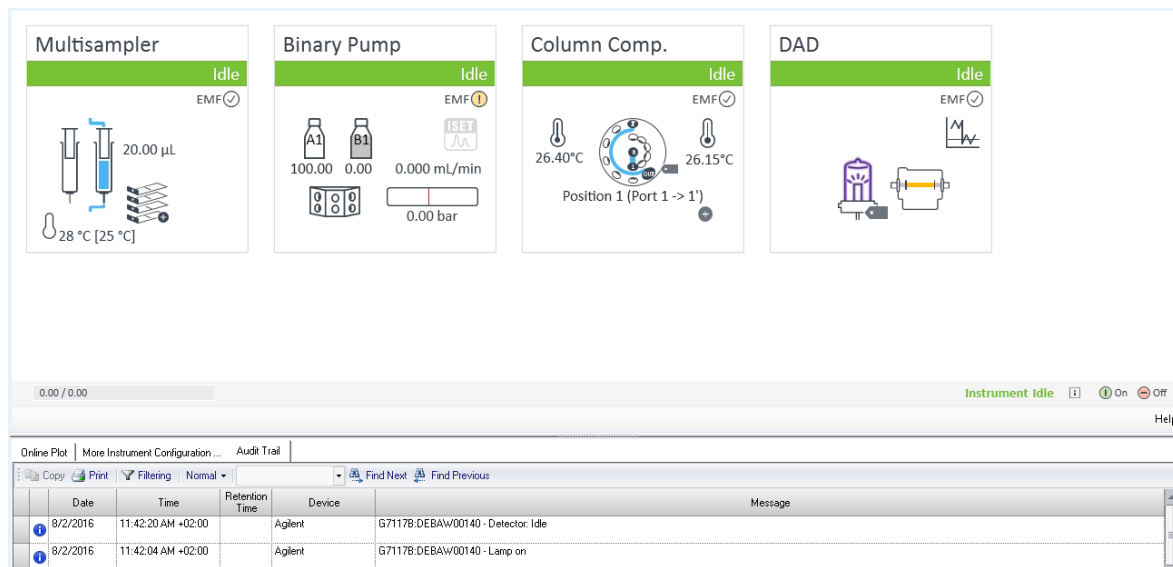 Multisampler
Idle
EMF
20.00 µL
28 °C [25 °C]
Binary Pump
Idle
EMF
A1 B1
ISET
100.00 0.00 0.000 mL/min
0.00 bar
Column Comp.
Idle
EMF
26.40°C 26.15°C
OUT
Position 1 (Port 1 -> 1')
DAD
Idle
EMF
0.00 / 0.00 Instrument Idle On Off
Help
Online Plot More Instrument Configuration ... Audit Trail
Copy Print Filtering Normal Find Next Find Previous
Date Time Retention Time Device Message
8/2/2016 11:42:20 AM +02:00 Agilent G7117B:DEBAW00140 - Detector: Idle
8/2/2016 11:42:04 AM +02:00 Agilent G7117B:DEBAW00140 - Lamp on